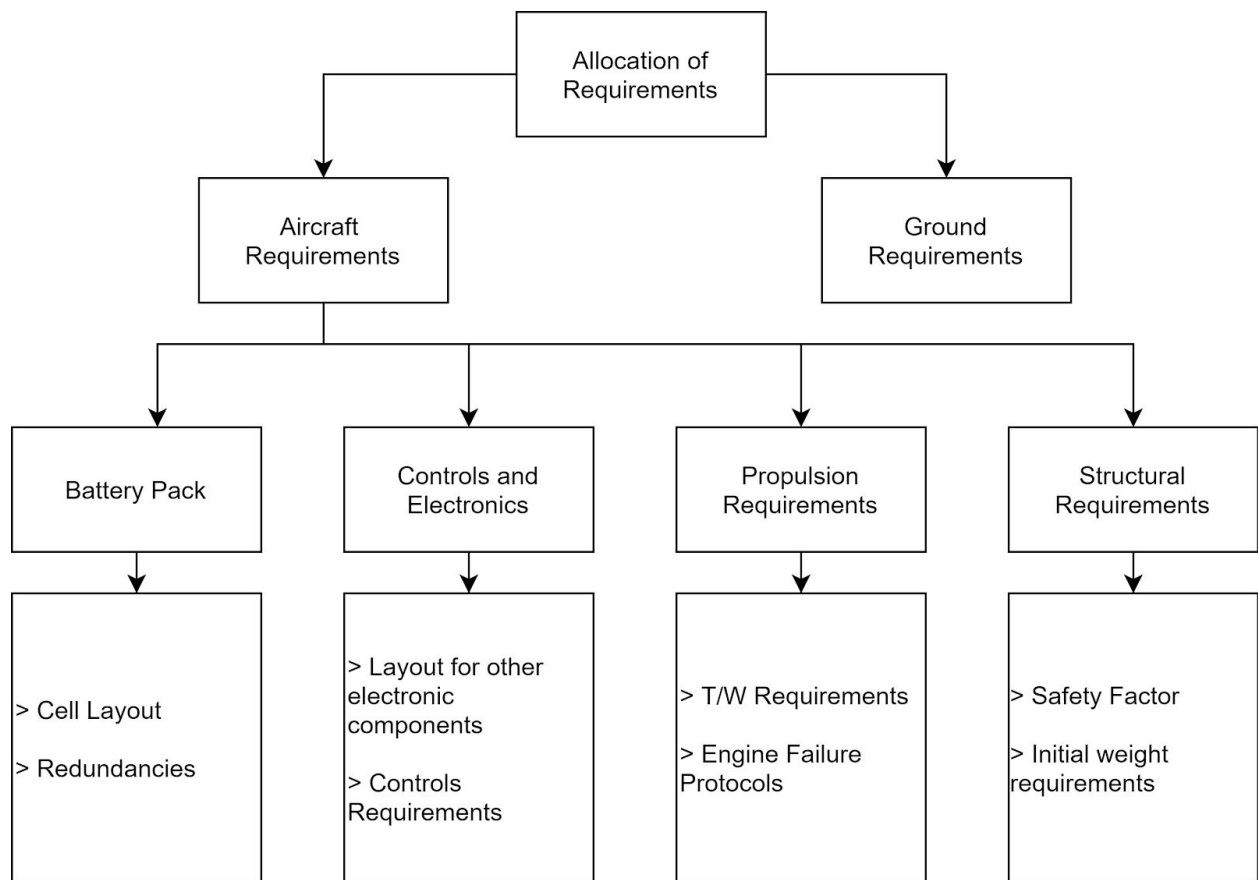 Allocation of
Requirements
Aircraft
Requirements
Ground
Requirements
Battery Pack
Controls and
Electronics
Propulsion
Requirements
Structural
Requirements
> Cell Layout
> Redundancies
> Layout for other
electronic
components
> Controls
Requirements
> T/W Requirements
> Engine Failure
Protocols
> Safety Factor
> Initial weight
requirements